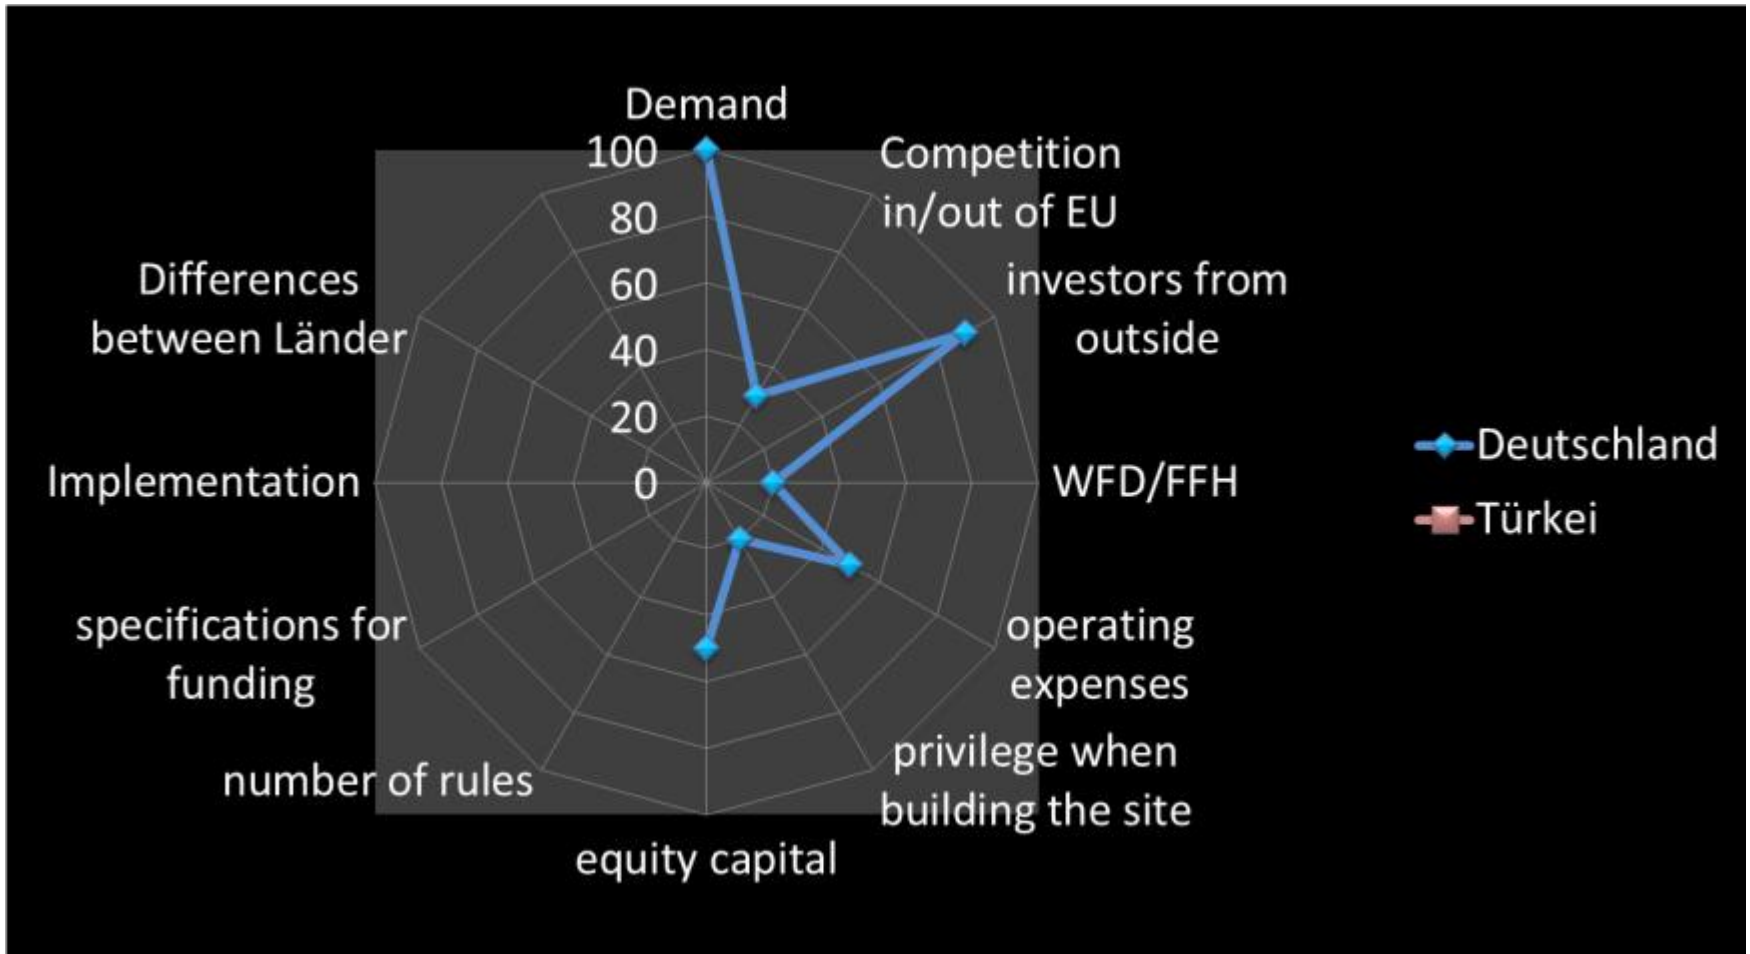 Demand
100
80
60
40
20
0
Competition
in/out of EU
investors from
outside
WFD/FFH
operating
expenses
privilege when
building the site
equity capital
number of rules
specifications for
funding
Implementation
Differences
between Länder
Deutschland
Türkei